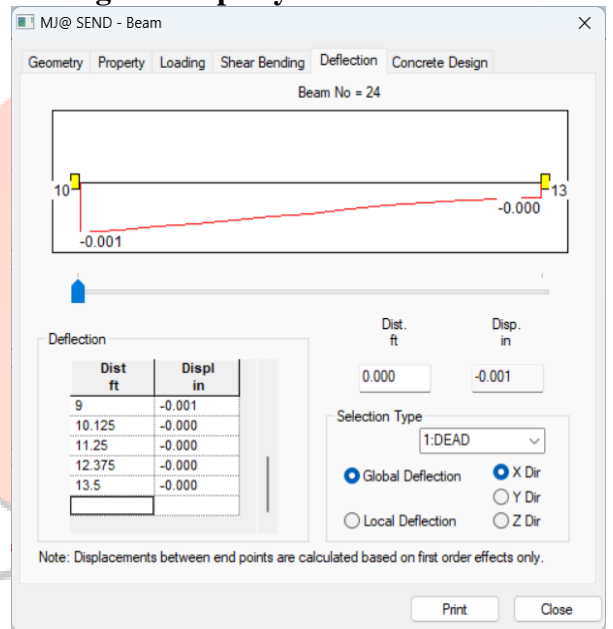 MJ@ SEND - Beam
Geometry Property Loading Shear Bending Deflection Concrete Design
Beam No = 24
10
13
-0.000
-0.001
Dist. Disp.
ft in
0.000 -0.001
Deflection
Dist Displ
ft in
9 -0.001
10.125 -0.000
11.25 -0.000
12.375 -0.000
13.5 -0.000
Selection Type
1:DEAD
Global Deflection X Dir
Y Dir
Local Deflection Z Dir
Note: Displacements between end points are calculated based on first order effects only.
Print Close